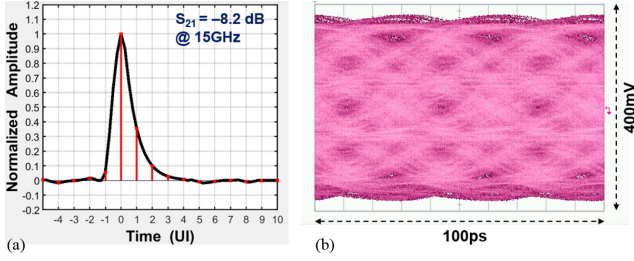 S21 = –8.2 dB
@ 15GHz
Normalized Amplitude
1.2
1.1
1
0.9
0.8
0.7
0.6
0.5
0.4
0.3
0.2
0.1
0
-0.1
-0.2
-4 -3 -2 -1 0 1 2 3 4 5 6 7 8 9 10
Time (UI)
(a)
400mV
100ps
(b)